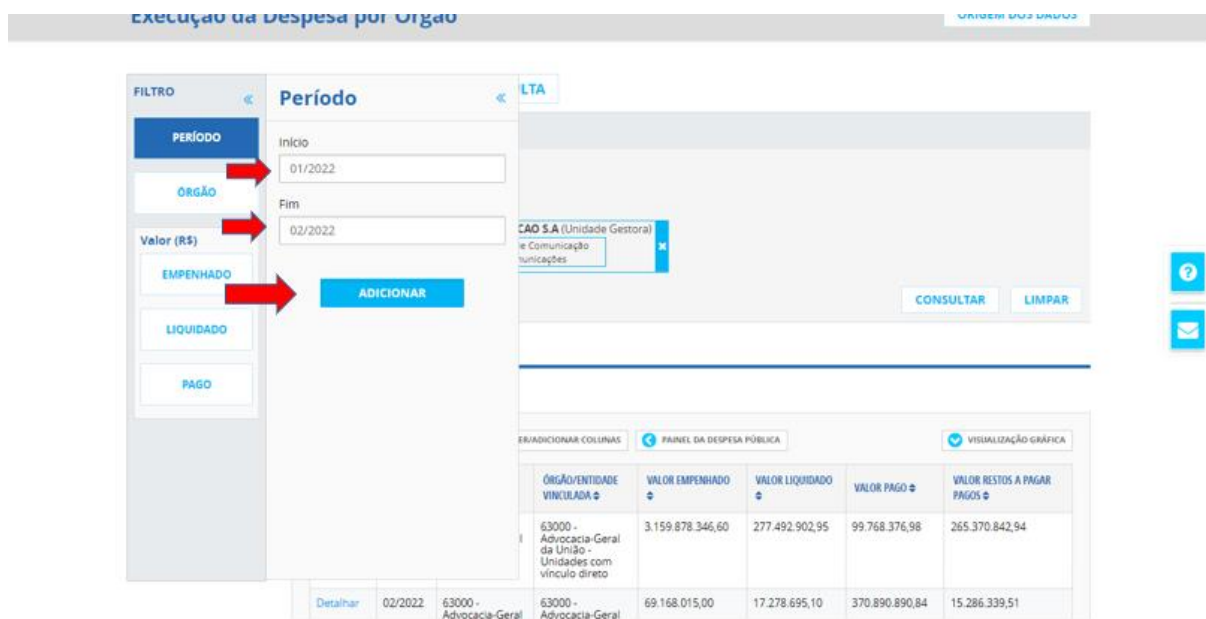 Execução da Despesa por Órgão
ORIGEM DOS DADOS
FILTRO
PERÍODO
ÓRGÃO
Valor (R$)
EMPENHADO
LIQUIDADO
PAGO
Período
Início
01/2022
Fim
02/2022
ADICIONAR
LTA
CAO S.A (Unidade Gestora)
e Comunicação
nunicações
CONSULTAR
LIMPAR
ER/ADICIONAR COLUNAS
PAINEL DA DESPESA PÚBLICA
VISUALIZAÇÃO GRÁFICA
ÓRGÃO/ENTIDADE
VINCULADA
VALOR EMPENHADO
VALOR LIQUIDADO
VALOR PAGO
VALOR RESTOS A PAGAR
PAGOS
l
63000 -
Advocacia-Geral
da União -
Unidades com
vínculo direto
3.159.878.346,60
277.492.902,95
99.768.376,98
265.370.842,94
Detalhar
02/2022
63000 -
Advocacia-Geral
63000 -
Advocacia-Geral
69.168.015,00
17.278.695,10
370.890.890,84
15.286.339,51